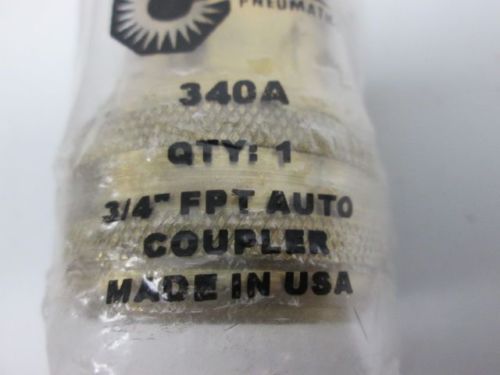 PNEUMATIC
340A
QTY: 1
3/4" FPT AUTO
COUPLER
MADE IN USA